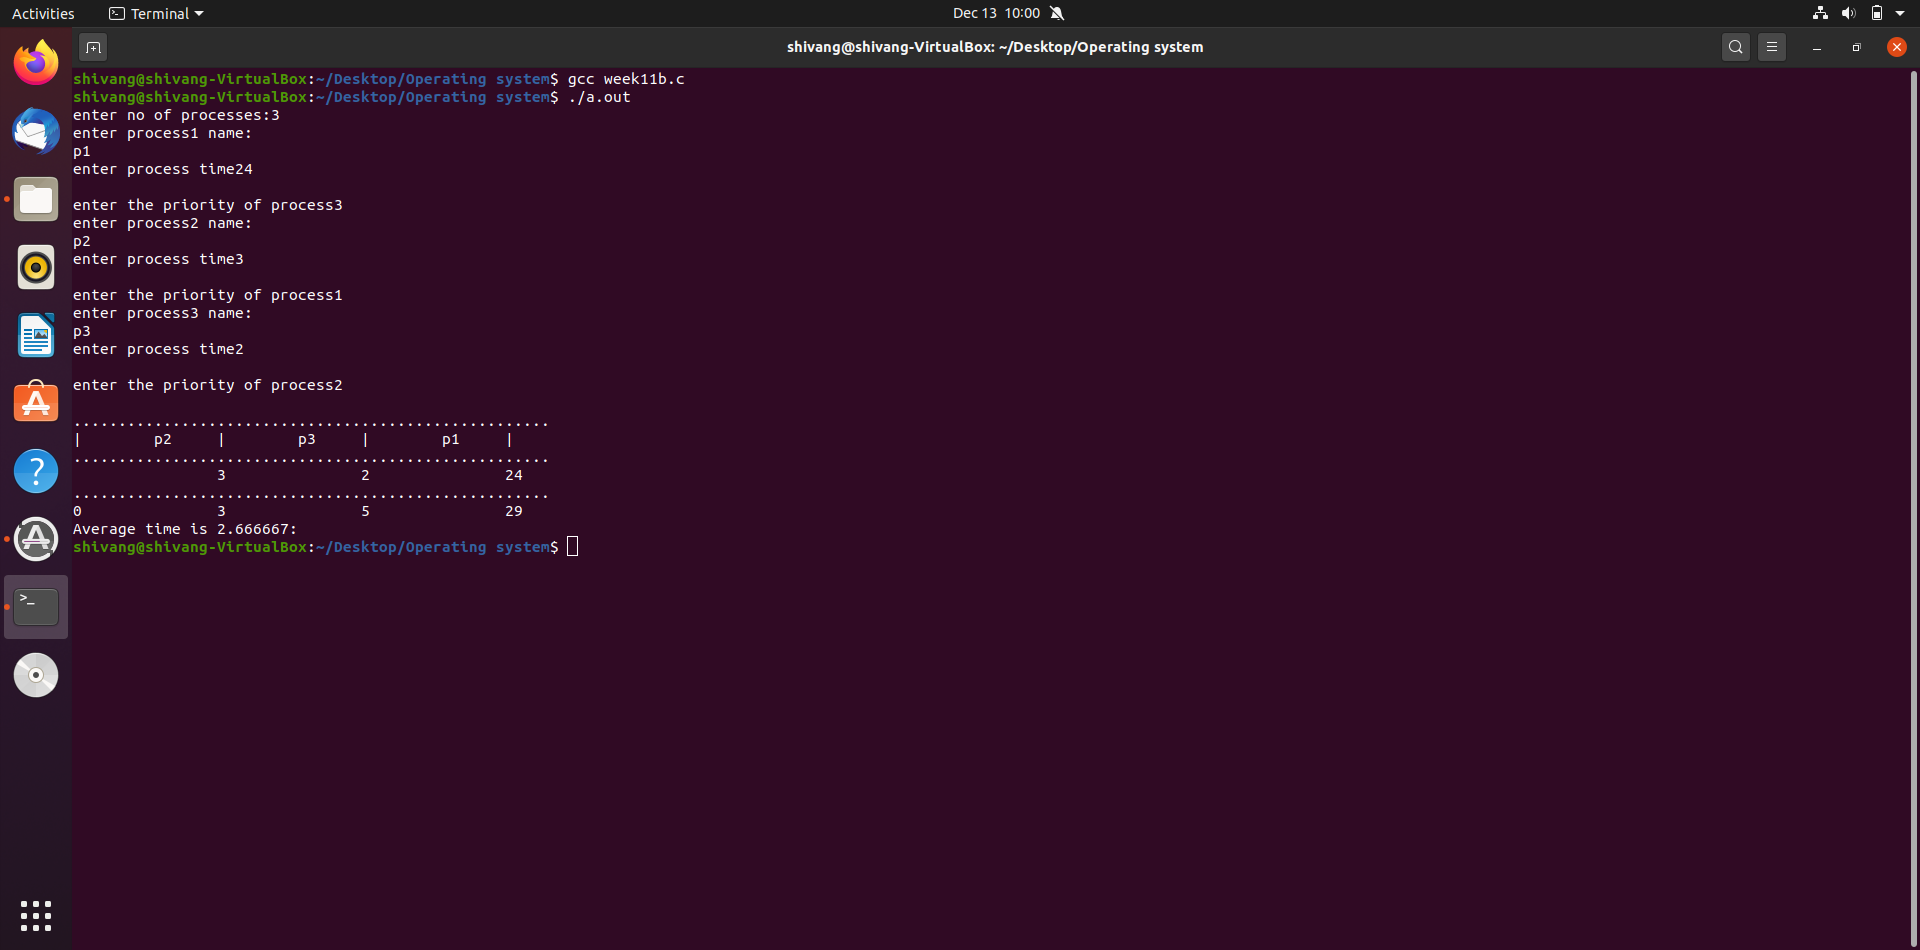 Activities Terminal Dec 13 10:00
shivang@shivang-VirtualBox: ~/Desktop/Operating system
shivang@shivang-VirtualBox:~/Desktop/Operating system$ gcc week11b.c
shivang@shivang-VirtualBox:~/Desktop/Operating system$ ./a.out
enter no of processes:3
enter process1 name:
p1
enter process time24
enter the priority of process3
enter process2 name:
p2
enter process time3
enter the priority of process1
enter process3 name:
p3
enter process time2
enter the priority of process2
.....................................................
|        p2     |        p3     |        p1     |
.....................................................
                3               2               24
.....................................................
0               3               5               29
Average time is 2.666667:
shivang@shivang-VirtualBox:~/Desktop/Operating system$